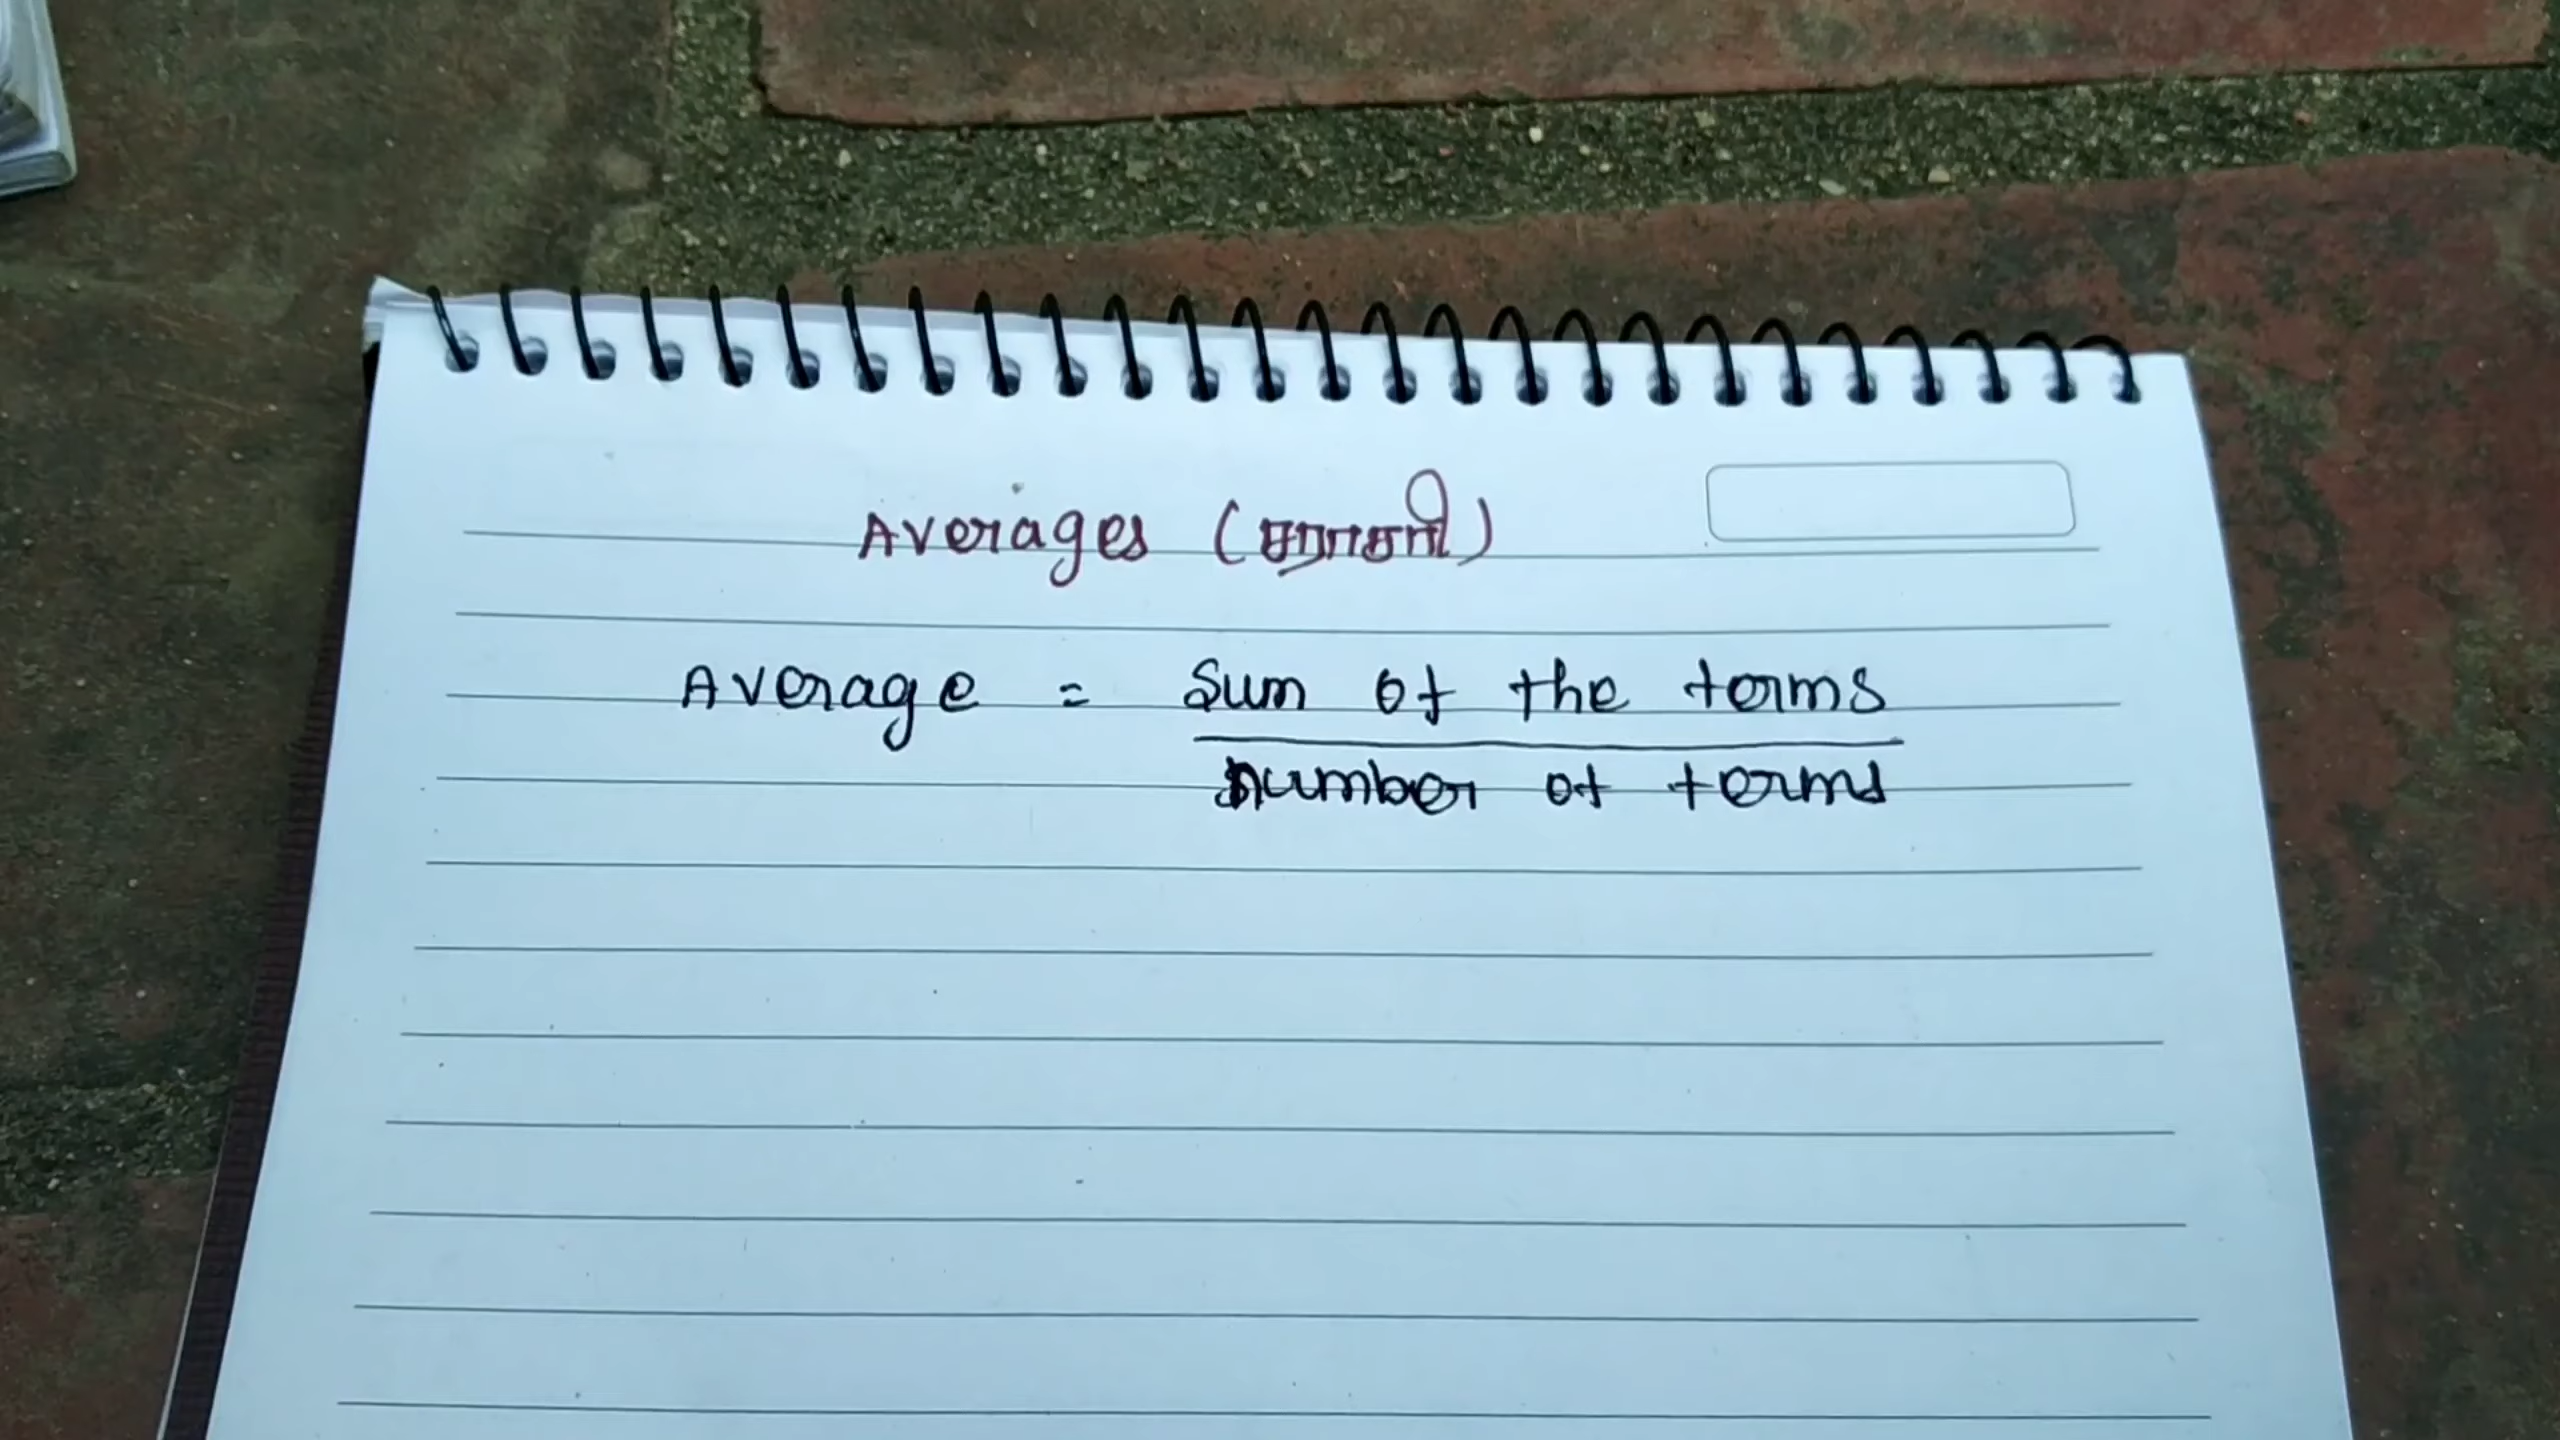 Averages (சராசரி)
Average = Sum of the terms
number of terms